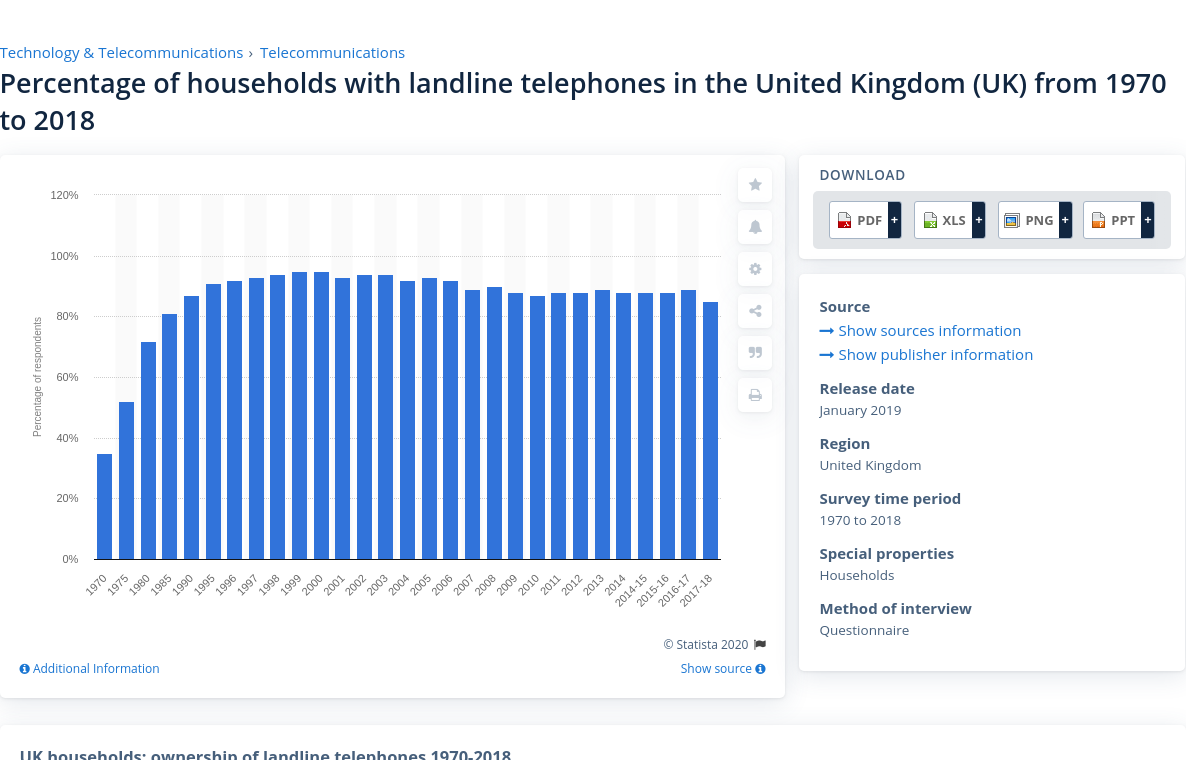 Technology & Telecommunications › Telecommunications
Percentage of households with landline telephones in the United Kingdom (UK) from 1970
to 2018
120%
100%
80%
60%
40%
20%
0%
Percentage of respondents
1970
1975
1980
1985
1990
1995
1996
1997
1998
1999
2000
2001
2002
2003
2004
2005
2006
2007
2008
2009
2010
2011
2012
2013
2014
2014-15
2015-16
2016-17
2017-18
© Statista 2020
Additional Information
Show source
DOWNLOAD
PDF +
XLS +
PNG +
PPT +
Source
Show sources information
Show publisher information
Release date
January 2019
Region
United Kingdom
Survey time period
1970 to 2018
Special properties
Households
Method of interview
Questionnaire
UK households: ownership of landline telephones 1970-2018